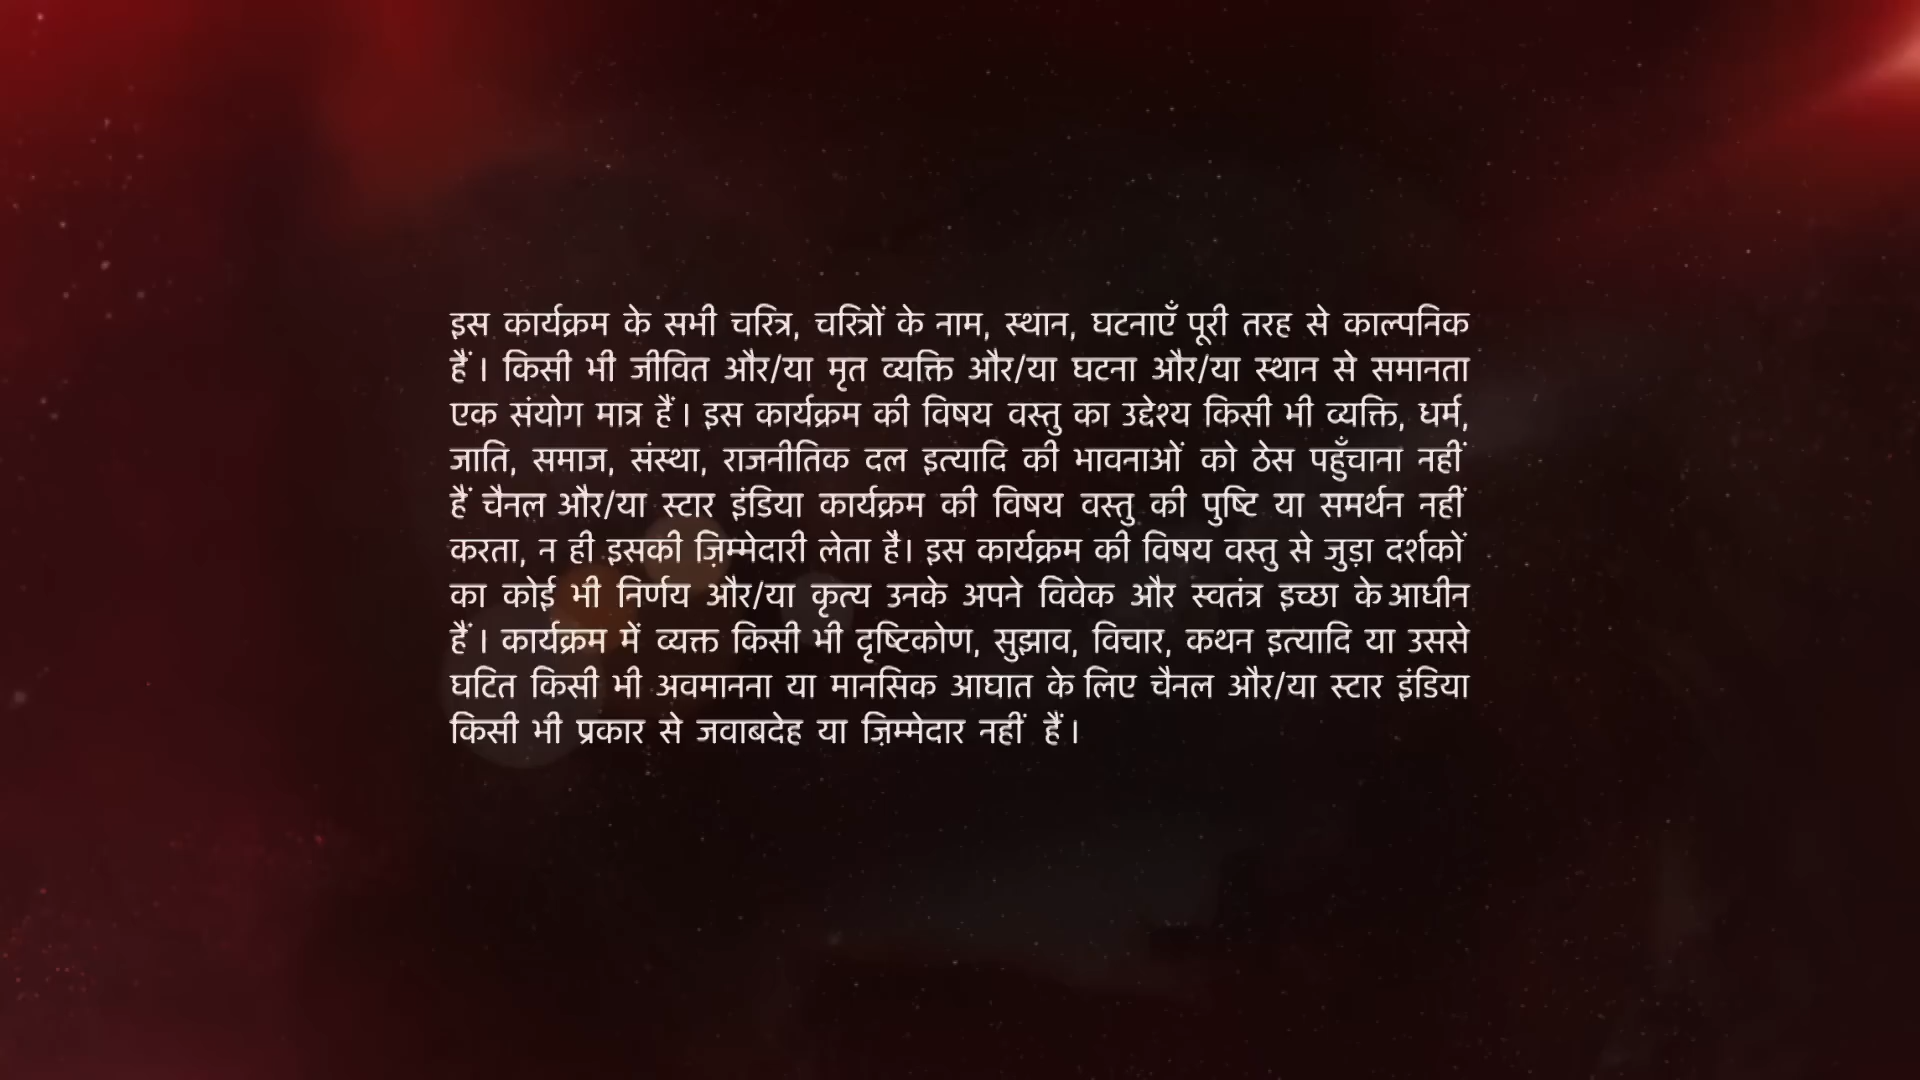 इस कार्यक्रम के सभी चरित्र, चरित्रों के नाम, स्थान, घटनाएँ पूरी तरह से काल्पनिक
हैं। किसी भी जीवित और/या मृत व्यक्ति और/या घटना और/या स्थान से समानता
एक संयोग मात्र हैं। इस कार्यक्रम की विषय वस्तु का उद्देश्य किसी भी व्यक्ति, धर्म,
जाति, समाज, संस्था, राजनीतिक दल इत्यादि की भावनाओं को ठेस पहुँचाना नहीं
हैं चैनल और/या स्टार इंडिया कार्यक्रम की विषय वस्तु की पुष्टि या समर्थन नहीं
करता, न ही इसकी ज़िम्मेदारी लेता है। इस कार्यक्रम की विषय वस्तु से जुड़ा दर्शकों
का कोई भी निर्णय और/या कृत्य उनके अपने विवेक और स्वतंत्र इच्छा के आधीन
हैं। कार्यक्रम में व्यक्त किसी भी दृष्टिकोण, सुझाव, विचार, कथन इत्यादि या उससे
घटित किसी भी अवमानना या मानसिक आघात के लिए चैनल और/या स्टार इंडिया
किसी भी प्रकार से जवाबदेह या ज़िम्मेदार नहीं हैं।